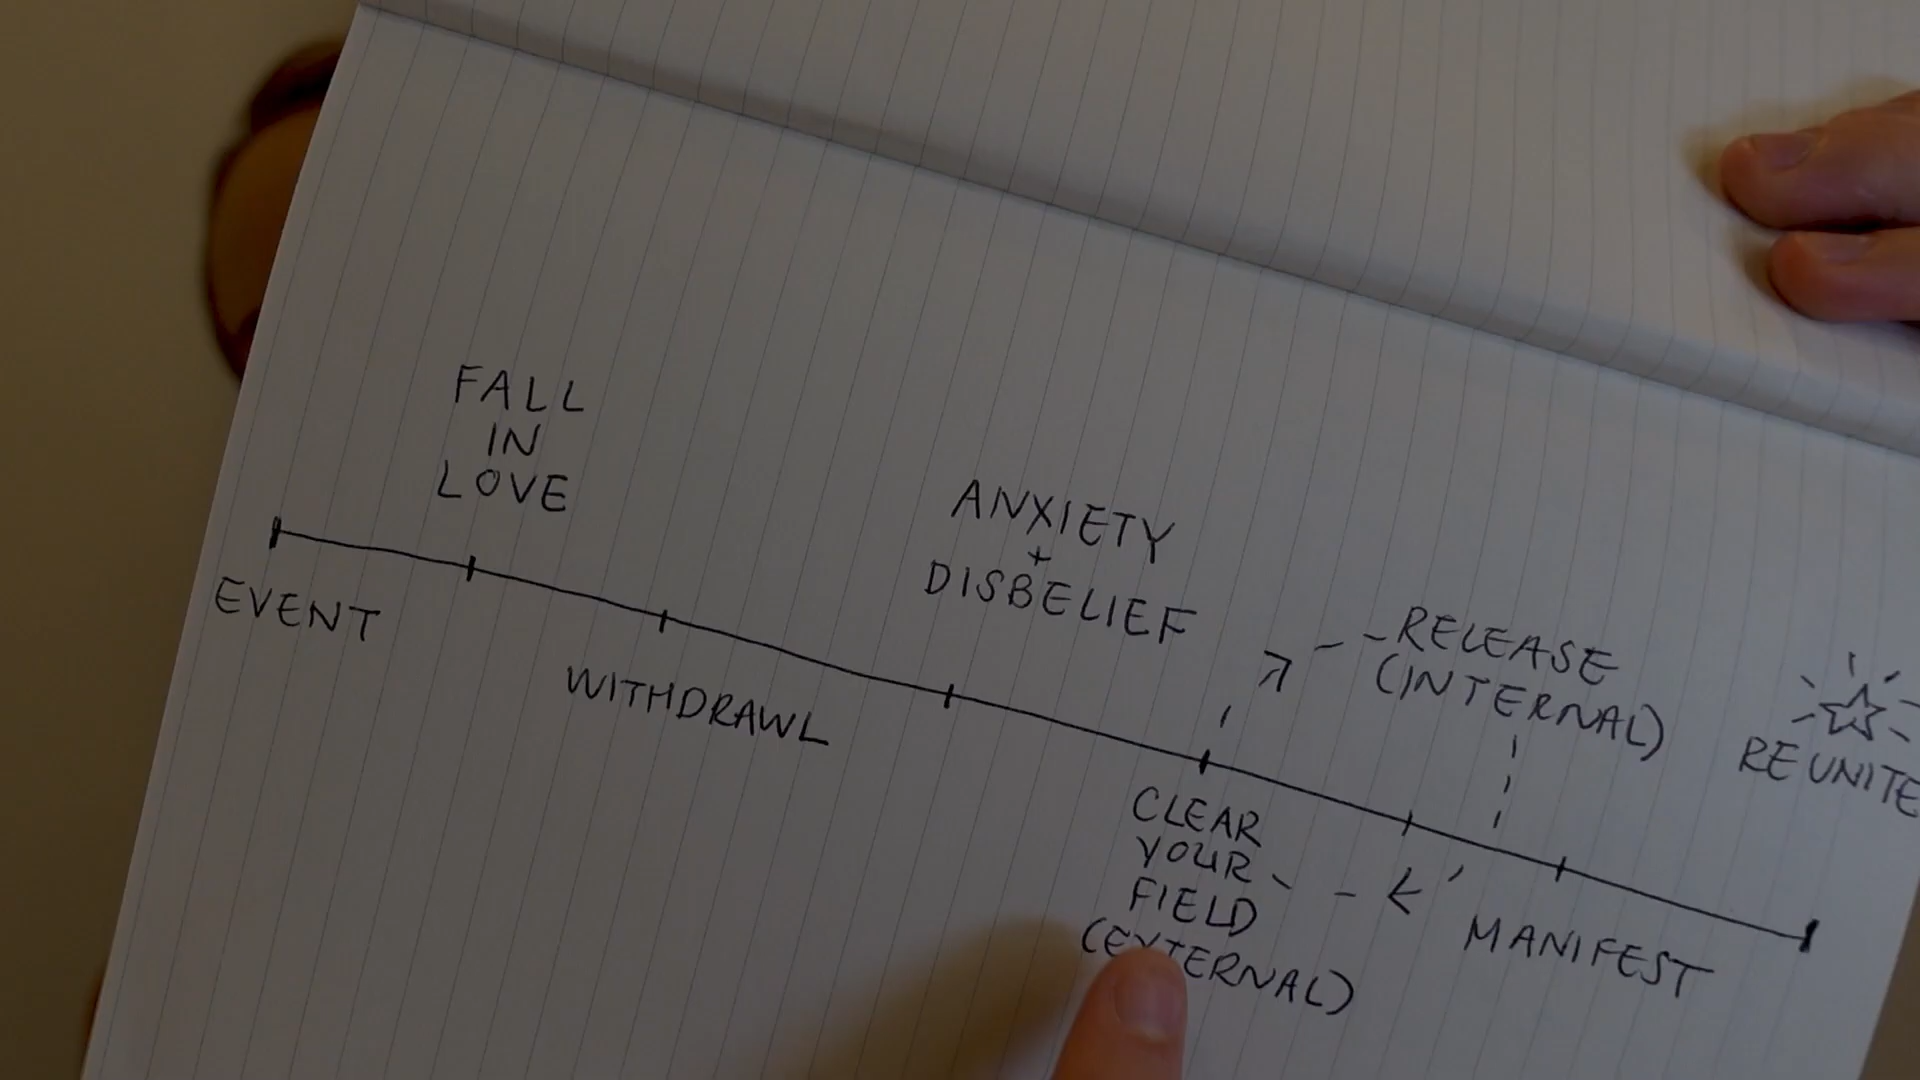 FALL
IN
LOVE
EVENT
WITHDRAWL
ANXIETY
+
DISBELIEF
CLEAR
YOUR
FIELD
(EXTERNAL)
RELEASE
(INTERNAL)
MANIFEST
REUNITE